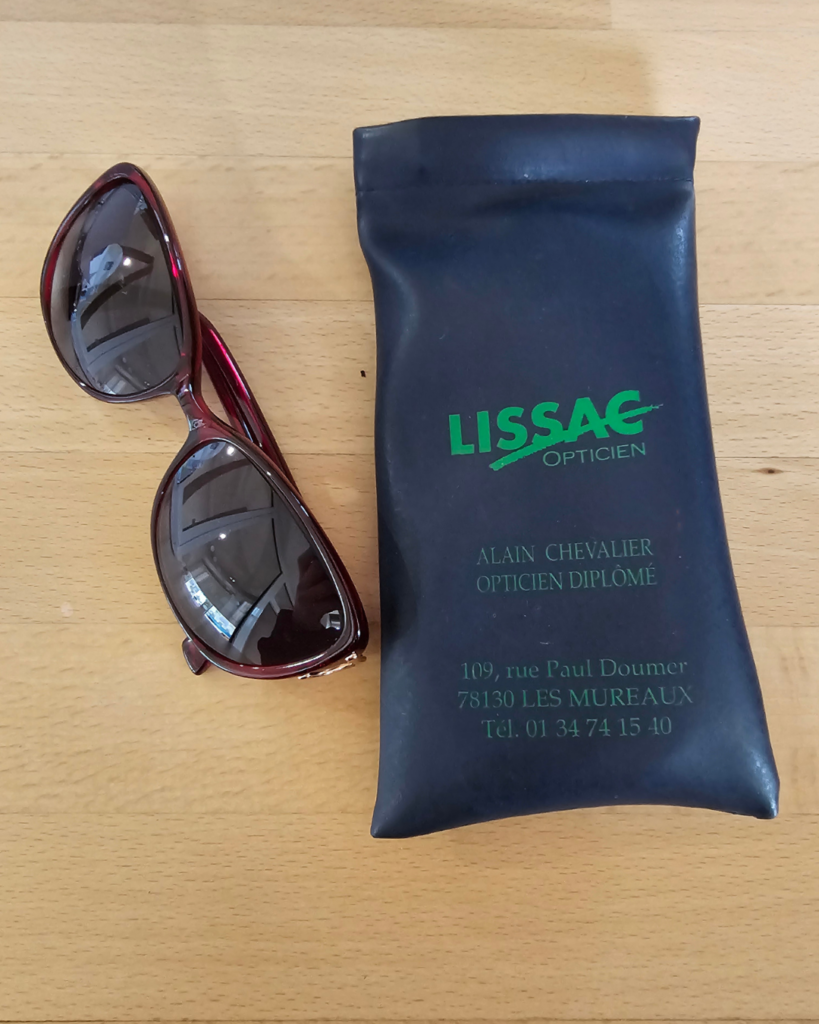 LISSAC
OPTICIEN
ALAIN CHEVALIER
OPTICIEN DIPLÔMÉ
109, rue Paul Doumer
78130 LES MUREAUX
Tél. 01 34 74 15 40